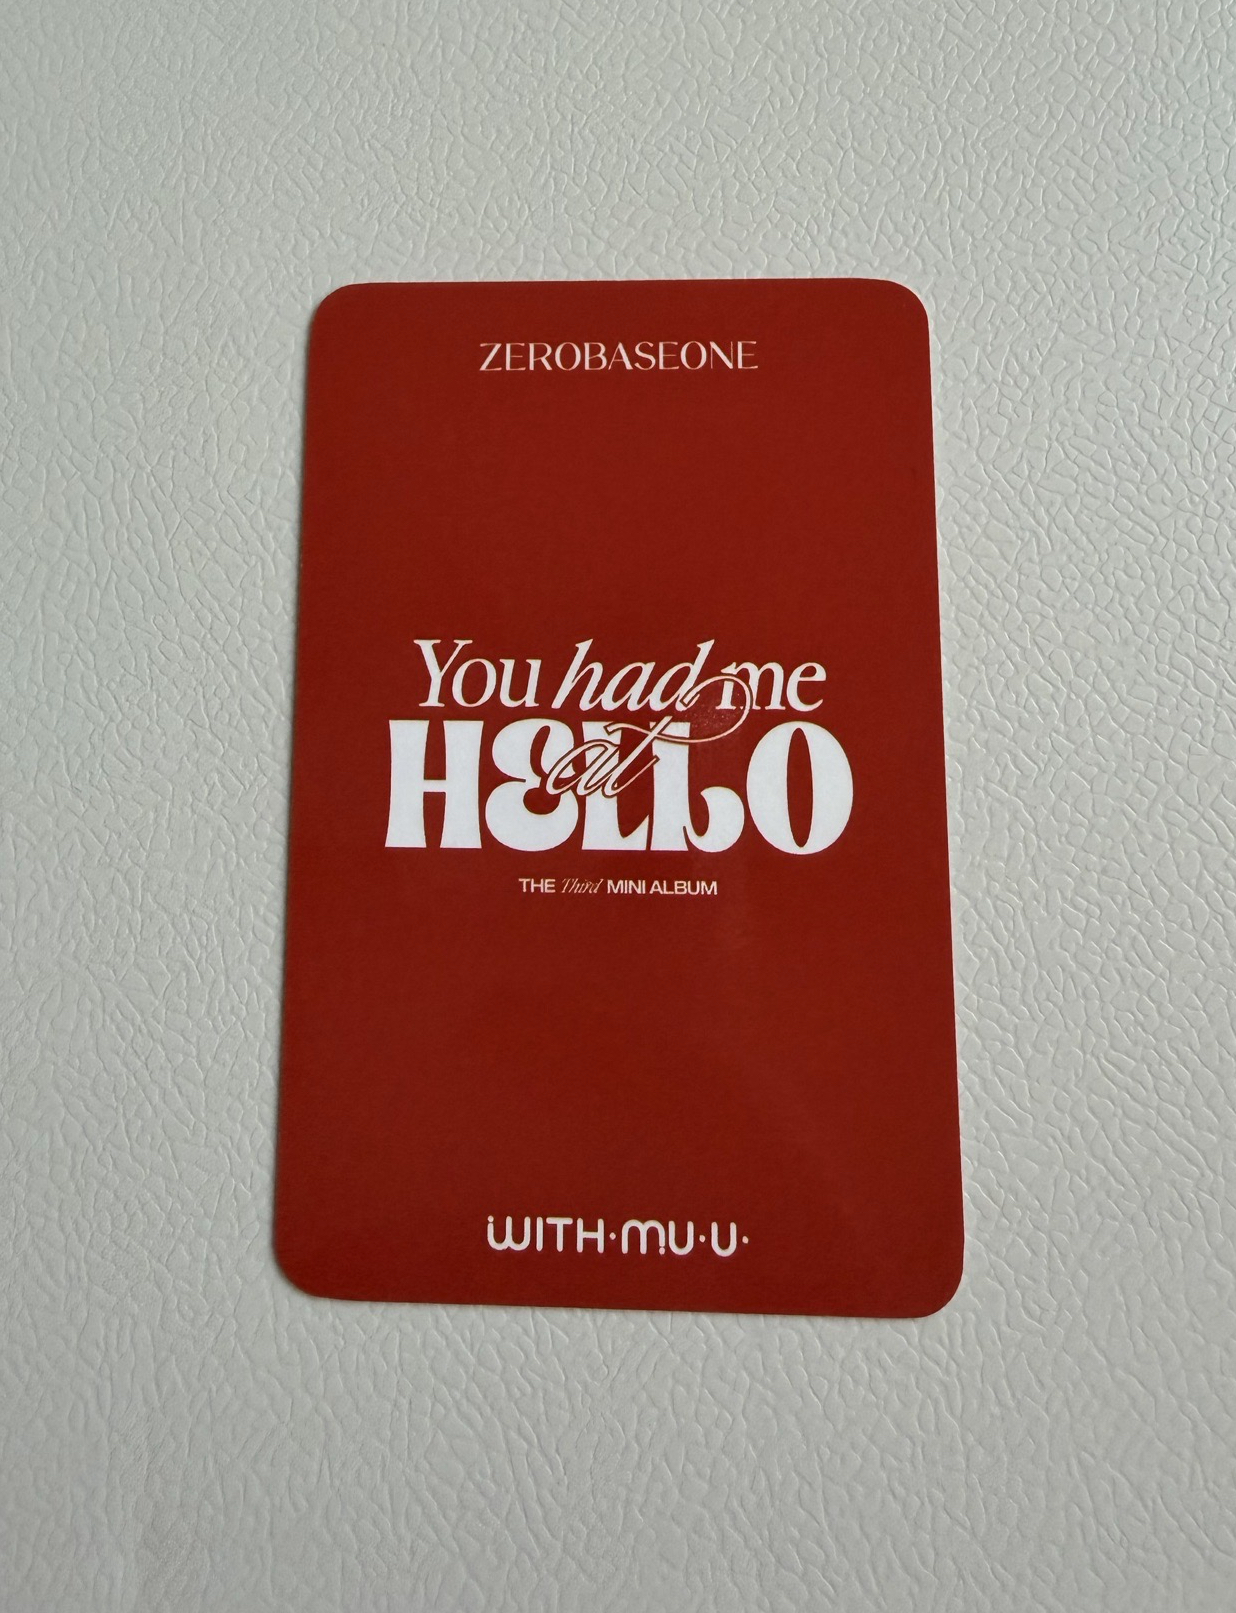 ZEROBASEONE
You had me
at
HELLO
THE Third MINI ALBUM
WITH·MU·U·